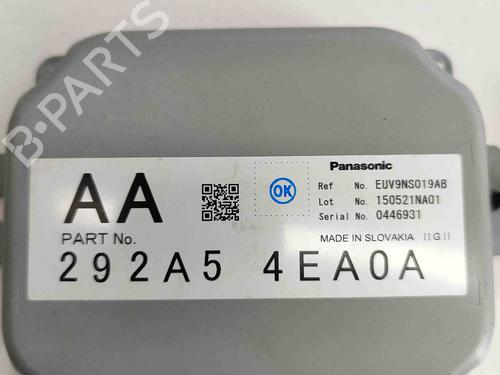 B-PARTS
AA
OK
Panasonic
Ref No. EUV9NS019AB
Lot No. 150521NA01
Serial No. 0446931
PART No.
MADE IN SLOVAKIA [[G]]
292A5 4EA0A